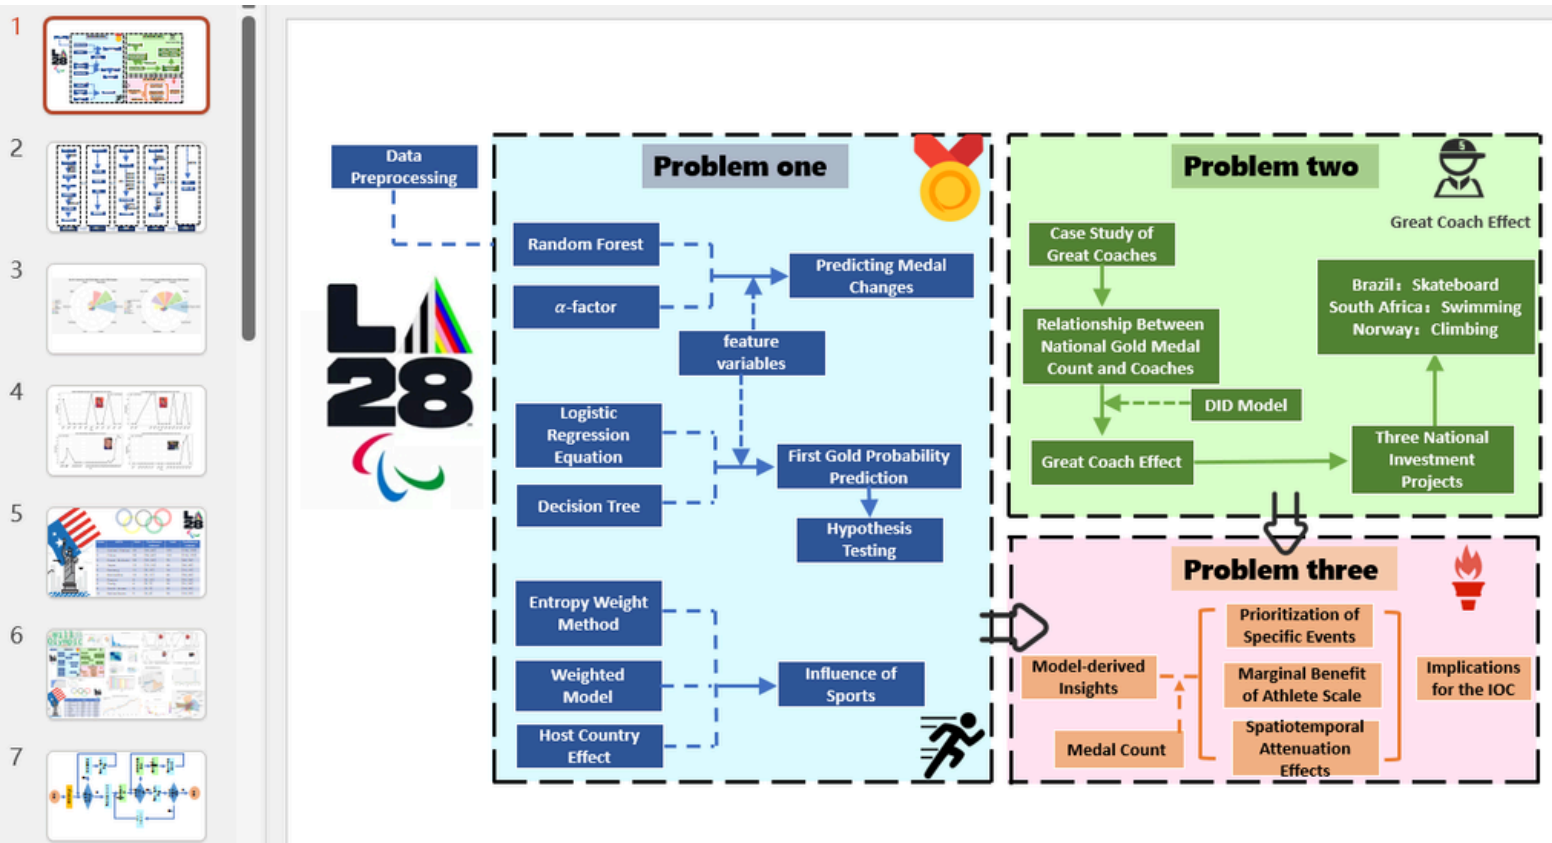 1
2
3
4
5
6
7
Data
Preprocessing
LA
28
Problem one
Random Forest
α-factor
Predicting Medal
Changes
feature
variables
Logistic
Regression
Equation
Decision Tree
First Gold Probability
Prediction
Hypothesis
Testing
Entropy Weight
Method
Weighted
Model
Host Country
Effect
Influence of
Sports
Problem two
S
Great Coach Effect
Case Study of
Great Coaches
Relationship Between
National Gold Medal
Count and Coaches
DID Model
Great Coach Effect
Three National
Investment
Projects
Brazil：Skateboard
South Africa：Swimming
Norway：Climbing
Problem three
Model-derived
Insights
Medal Count
Prioritization of
Specific Events
Marginal Benefit
of Athlete Scale
Spatiotemporal
Attenuation
Effects
Implications
for the IOC